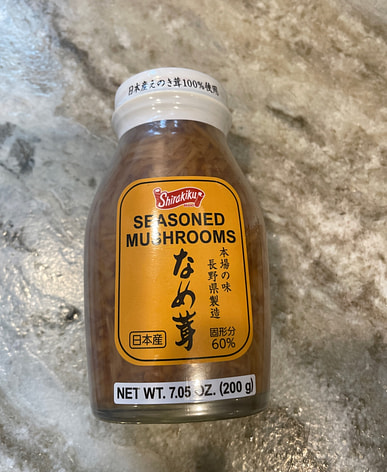 日本産えのき茸100%使用
Shirakiku
SEASONED
MUSHROOMS
なめ茸
本場の味
長野県製造
日本産
固形分
60%
NET WT. 7.05 OZ. (200 g)